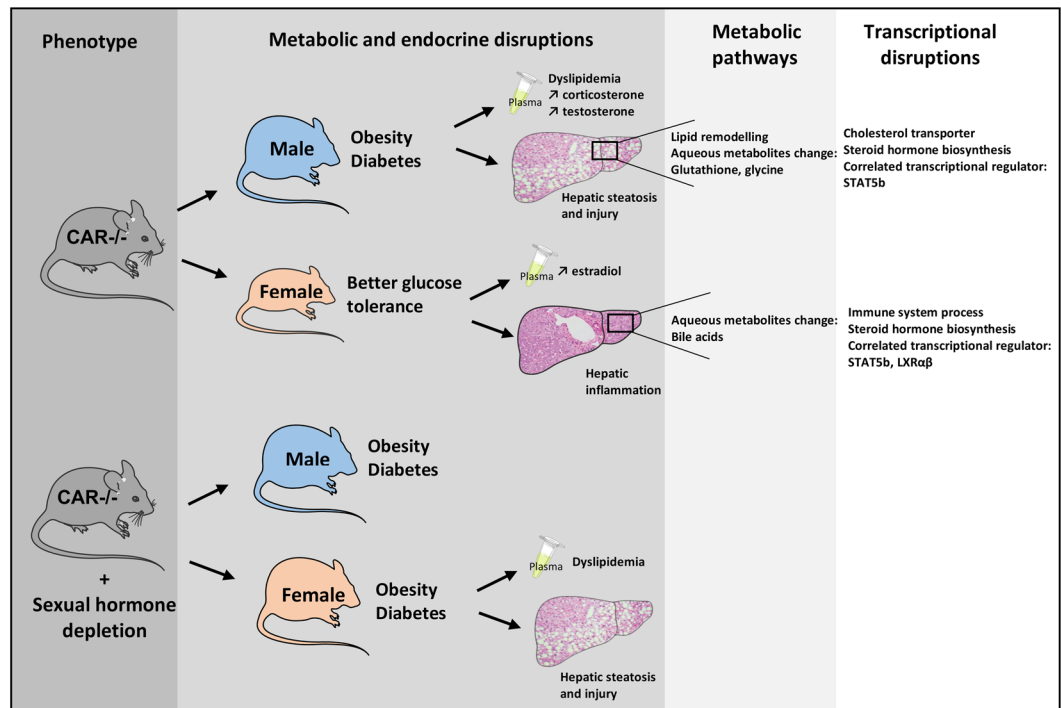 Phenotype
Metabolic and endocrine disruptions
Metabolic
pathways
Transcriptional
disruptions
CAR-/-
Male
Obesity
Diabetes
Plasma
Dyslipidemia
↗ corticosterone
↗ testosterone
Hepatic steatosis
and injury
Lipid remodelling
Aqueous metabolites change:
Glutathione, glycine
Cholesterol transporter
Steroid hormone biosynthesis
Correlated transcriptional regulator:
STAT5b
Female
Better glucose
tolerance
Plasma
↗ estradiol
Hepatic
inflammation
Aqueous metabolites change:
Bile acids
Immune system process
Steroid hormone biosynthesis
Correlated transcriptional regulator:
STAT5b, LXRαβ
CAR-/-
+
Sexual hormone
depletion
Male
Obesity
Diabetes
Female
Obesity
Diabetes
Plasma
Dyslipidemia
Hepatic steatosis
and injury